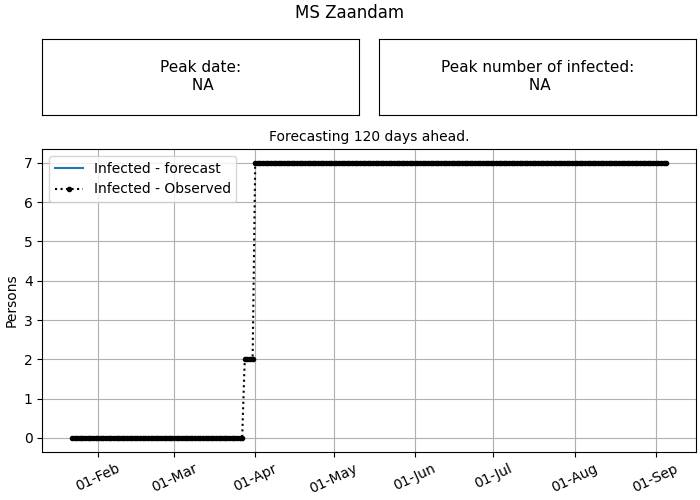 MS Zaandam
Peak date:
NA
Peak number of infected:
NA
Forecasting 120 days ahead.
Infected - forecast
Infected - Observed
Persons
7
6
5
4
3
2
1
0
01-Feb
01-Mar
01-Apr
01-May
01-Jun
01-Jul
01-Aug
01-Sep